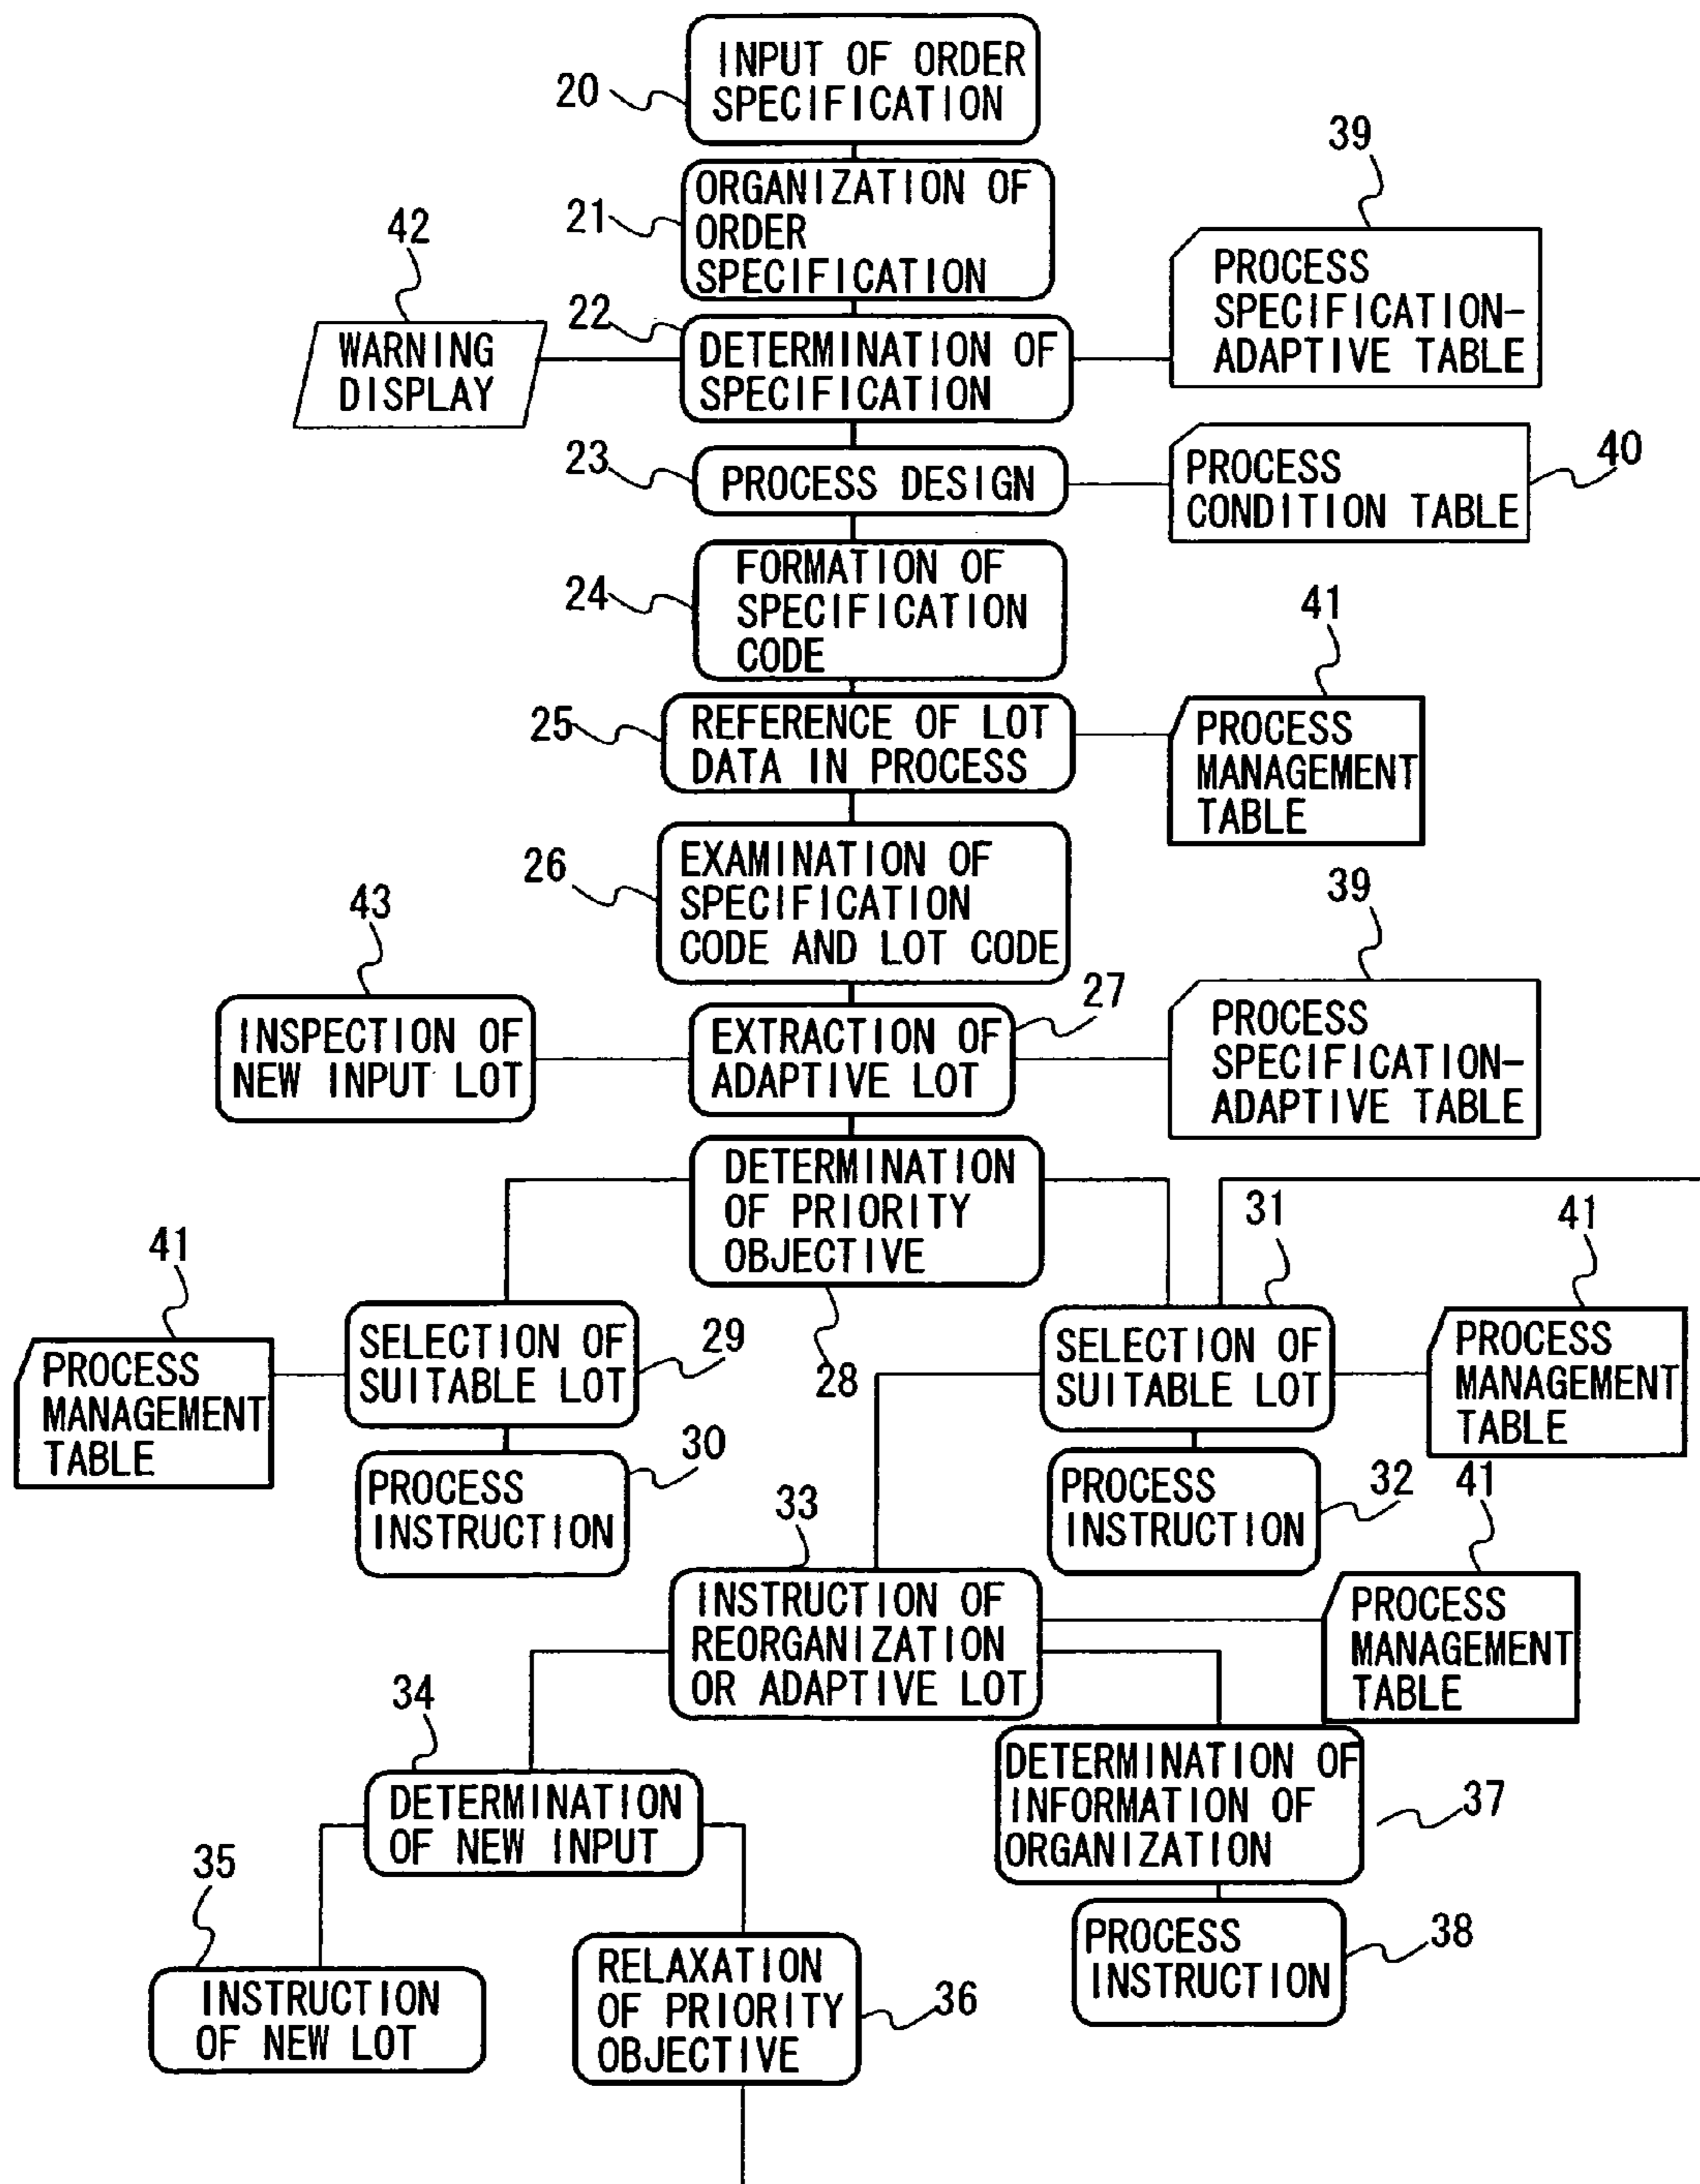 20
INPUT OF ORDER
SPECIFICATION
21
ORGANIZATION OF
ORDER
SPECIFICATION
39
PROCESS
SPECIFICATION-
ADAPTIVE TABLE
42
WARNING
DISPLAY
22
DETERMINATION OF
SPECIFICATION
23
PROCESS DESIGN
PROCESS
CONDITION TABLE
40
24
FORMATION OF
SPECIFICATION
CODE
41
25
REFERENCE OF LOT
DATA IN PROCESS
PROCESS
MANAGEMENT
TABLE
26
EXAMINATION OF
SPECIFICATION
CODE AND LOT CODE
39
43
INSPECTION OF
NEW INPUT LOT
EXTRACTION OF
ADAPTIVE LOT
27
PROCESS
SPECIFICATION-
ADAPTIVE TABLE
DETERMINATION
OF PRIORITY
OBJECTIVE
28
41
PROCESS
MANAGEMENT
TABLE
SELECTION OF
SUITABLE LOT
29
31
SELECTION OF
SUITABLE LOT
41
PROCESS
MANAGEMENT
TABLE
PROCESS
INSTRUCTION
30
PROCESS
INSTRUCTION
32
33
INSTRUCTION OF
REORGANIZATION
OR ADAPTIVE LOT
41
PROCESS
MANAGEMENT
TABLE
34
DETERMINATION
OF NEW INPUT
DETERMINATION OF
INFORMATION OF
ORGANIZATION
37
35
INSTRUCTION
OF NEW LOT
RELAXATION
OF PRIORITY
OBJECTIVE
36
PROCESS
INSTRUCTION
38